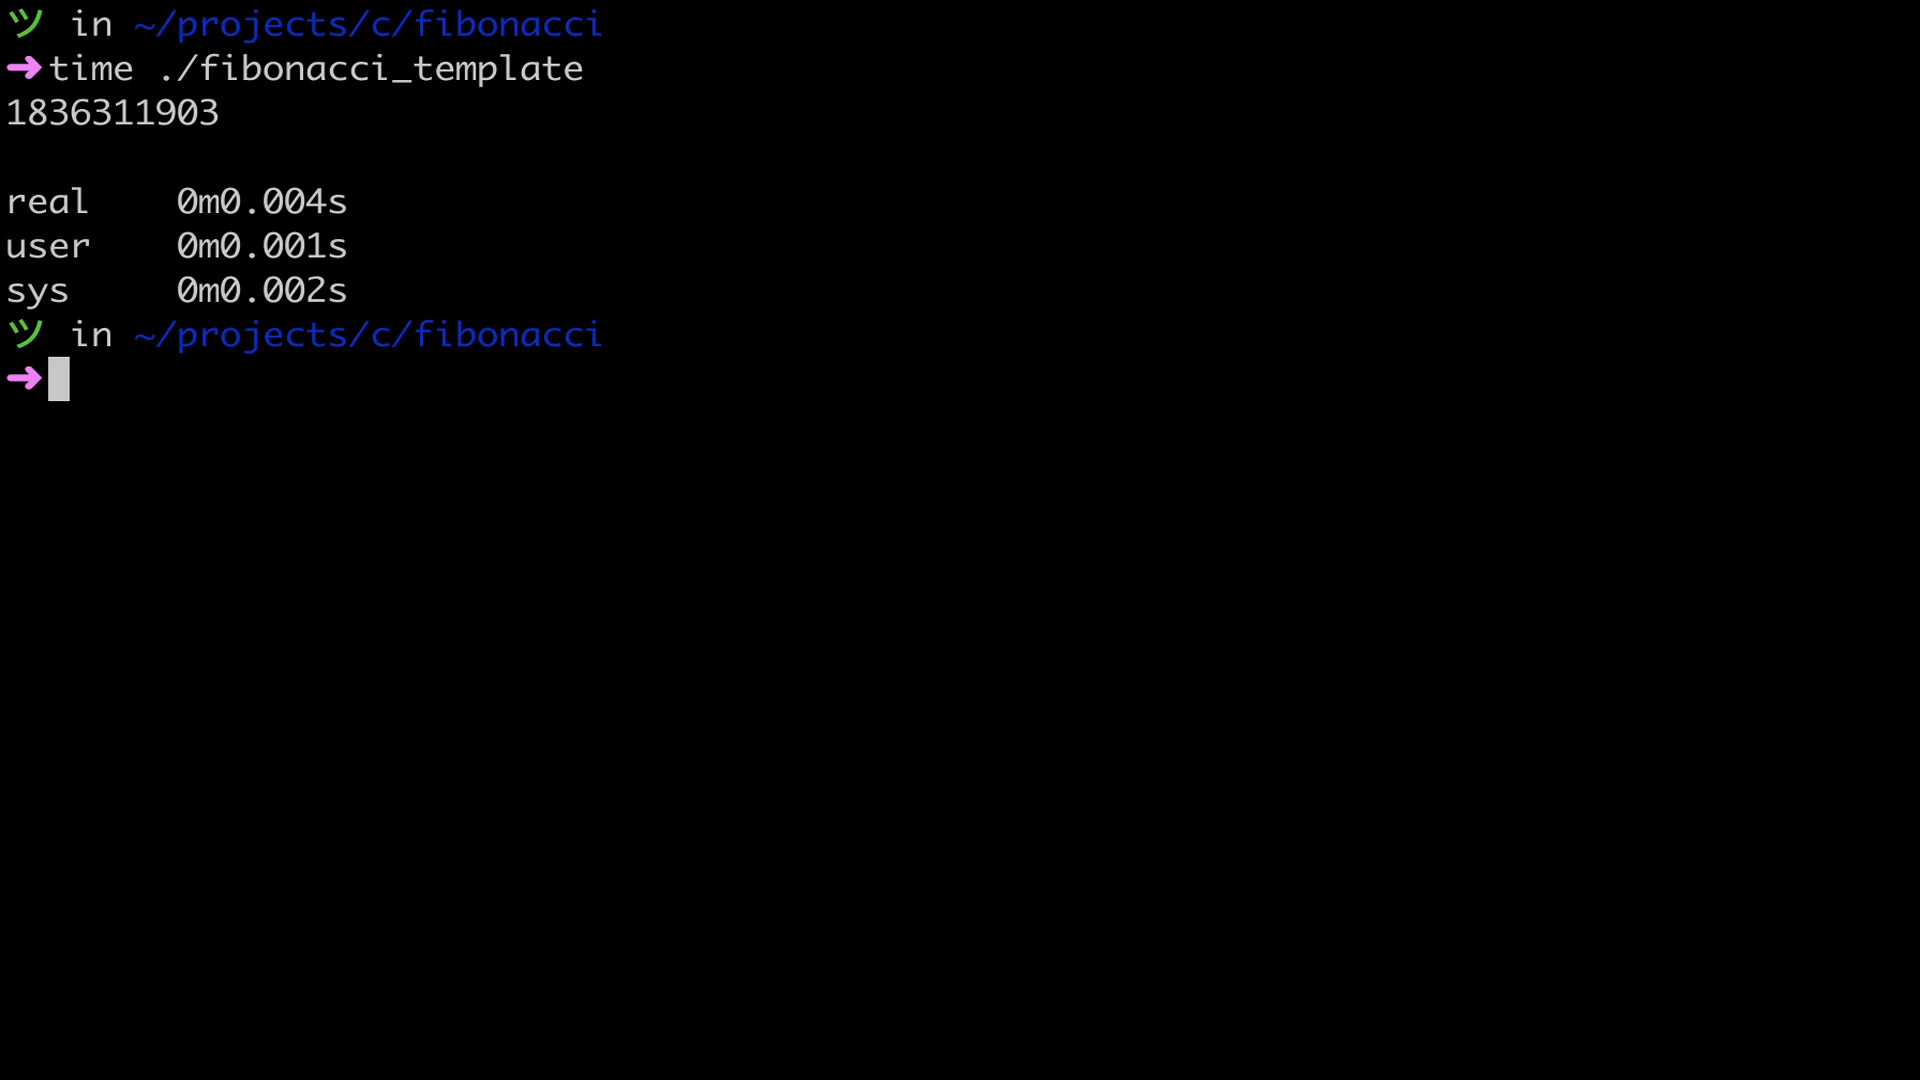 ツ in ~/projects/c/fibonacci
➜ time ./fibonacci_template
1836311903
real 0m0.004s
user 0m0.001s
sys 0m0.002s
ツ in ~/projects/c/fibonacci
➜